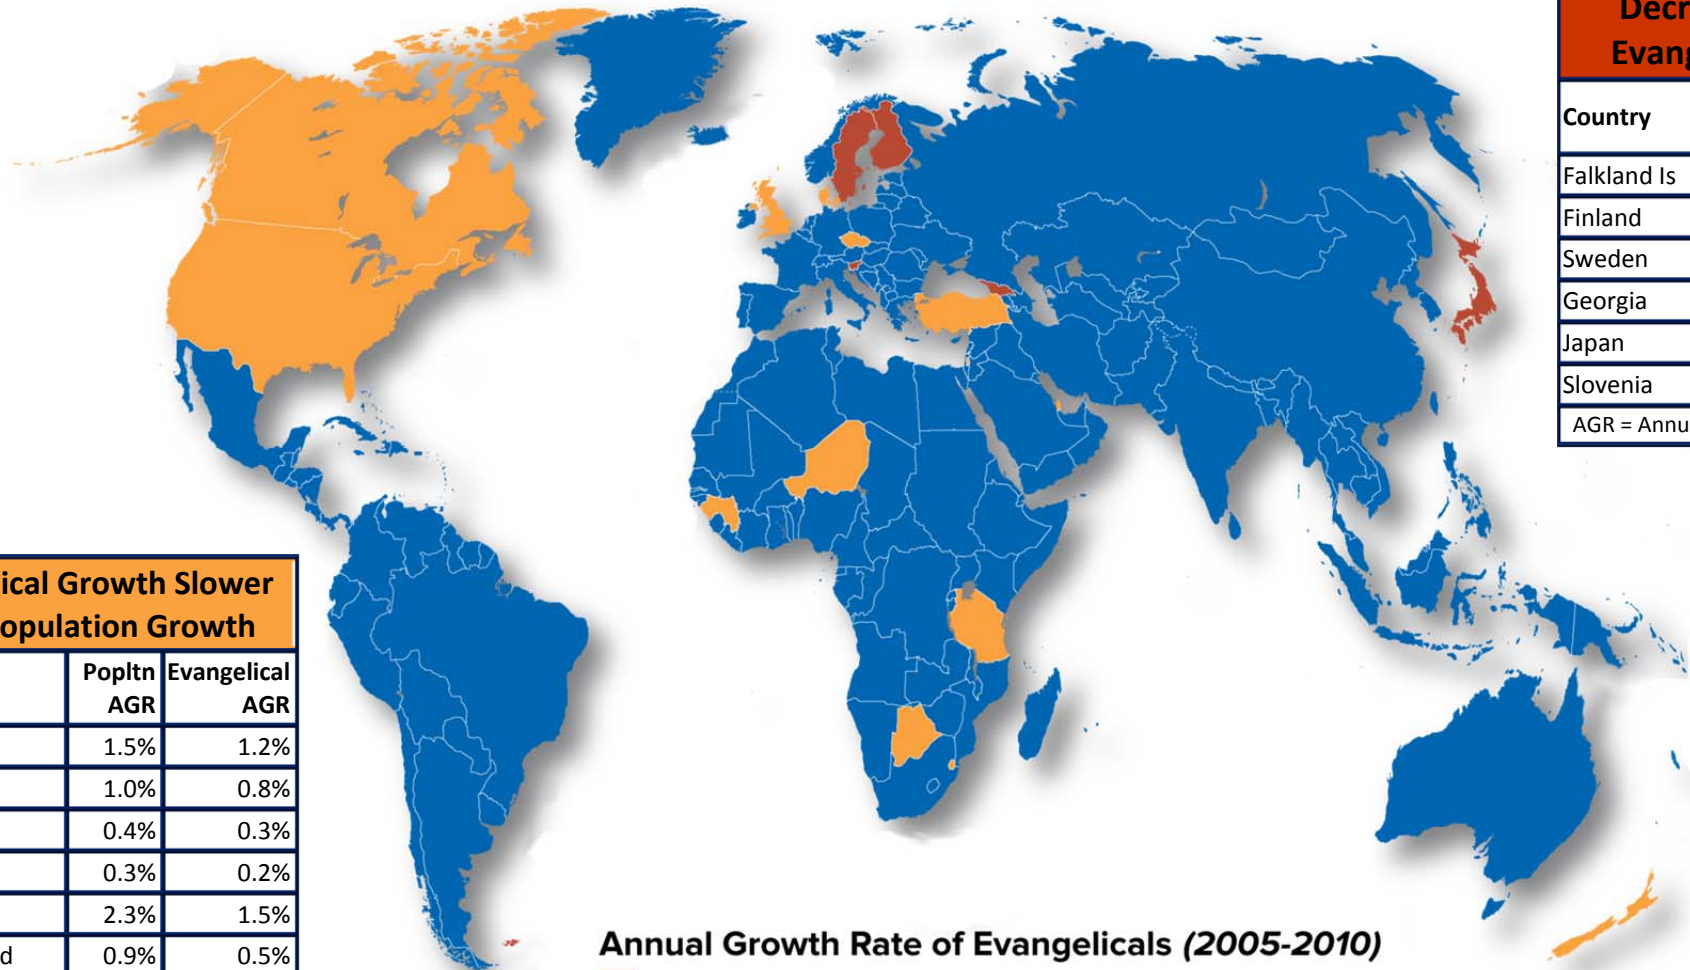 Decr
Evang
Country
Falkland Is
Finland
Sweden
Georgia
Japan
Slovenia
AGR = Annu
ical Growth Slower
opulation Growth
Popltn Evangelical
AGR AGR
1.5% 1.2%
1.0% 0.8%
0.4% 0.3%
0.3% 0.2%
2.3% 1.5%
d 0.9% 0.5%
Annual Growth Rate of Evangelicals (2005-2010)